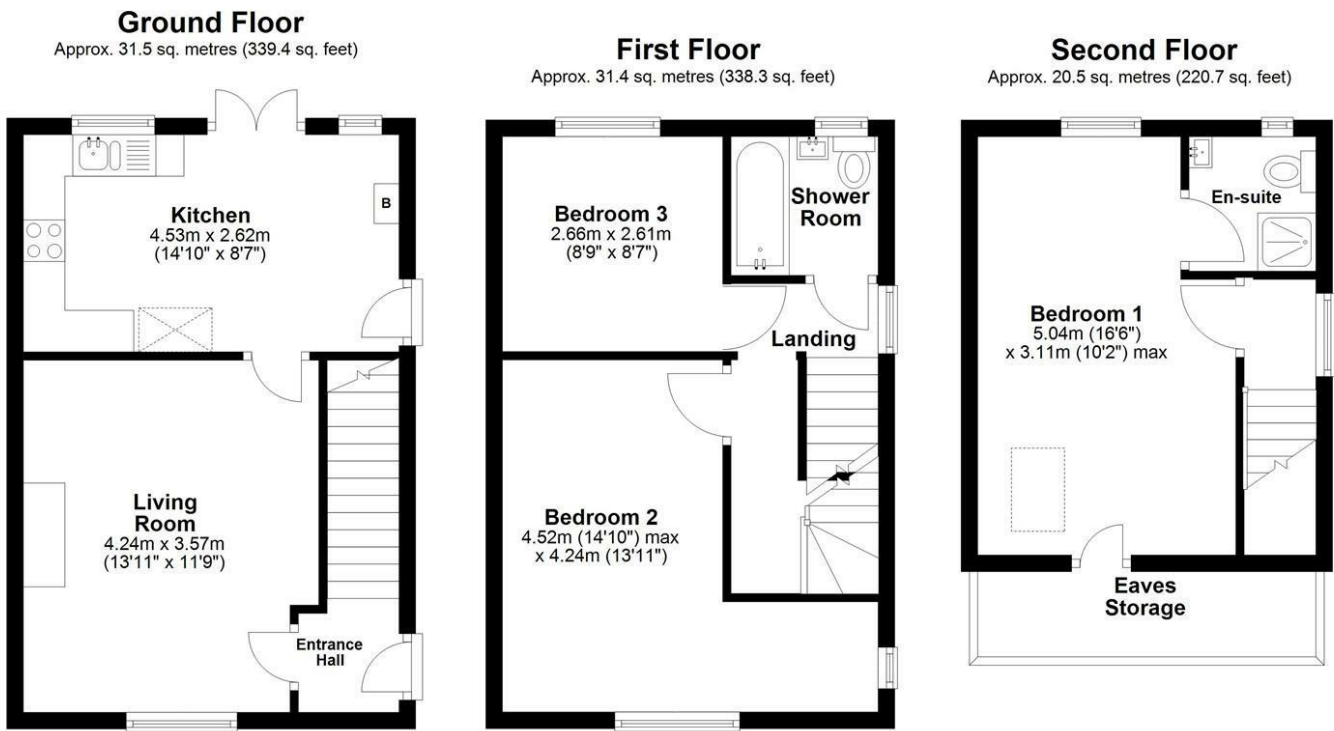 Ground Floor
Approx. 31.5 sq. metres (339.4 sq. feet)
Kitchen
4.53m x 2.62m
(14'10" x 8'7")
B
Living
Room
4.24m x 3.57m
(13'11" x 11'9")
Entrance
Hall
First Floor
Approx. 31.4 sq. metres (338.3 sq. feet)
Bedroom 3
2.66m x 2.61m
(8'9" x 8'7")
Shower
Room
Landing
Bedroom 2
4.52m (14'10") max
x 4.24m (13'11")
Second Floor
Approx. 20.5 sq. metres (220.7 sq. feet)
En-suite
Bedroom 1
5.04m (16'6")
x 3.11m (10'2") max
Eaves
Storage